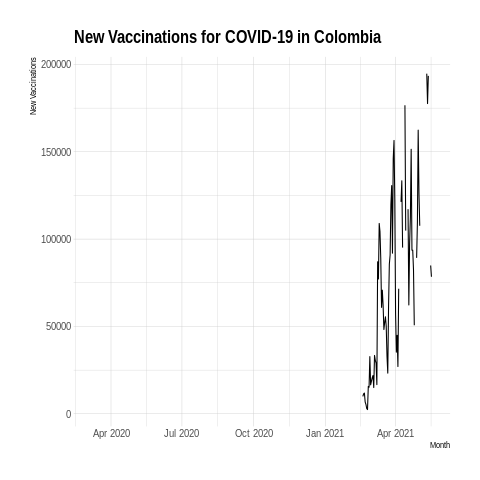 New Vaccinations for COVID-19 in Colombia
New Vaccinations
200000
150000
100000
50000
0
Apr 2020 Jul 2020 Oct 2020 Jan 2021 Apr 2021
Month